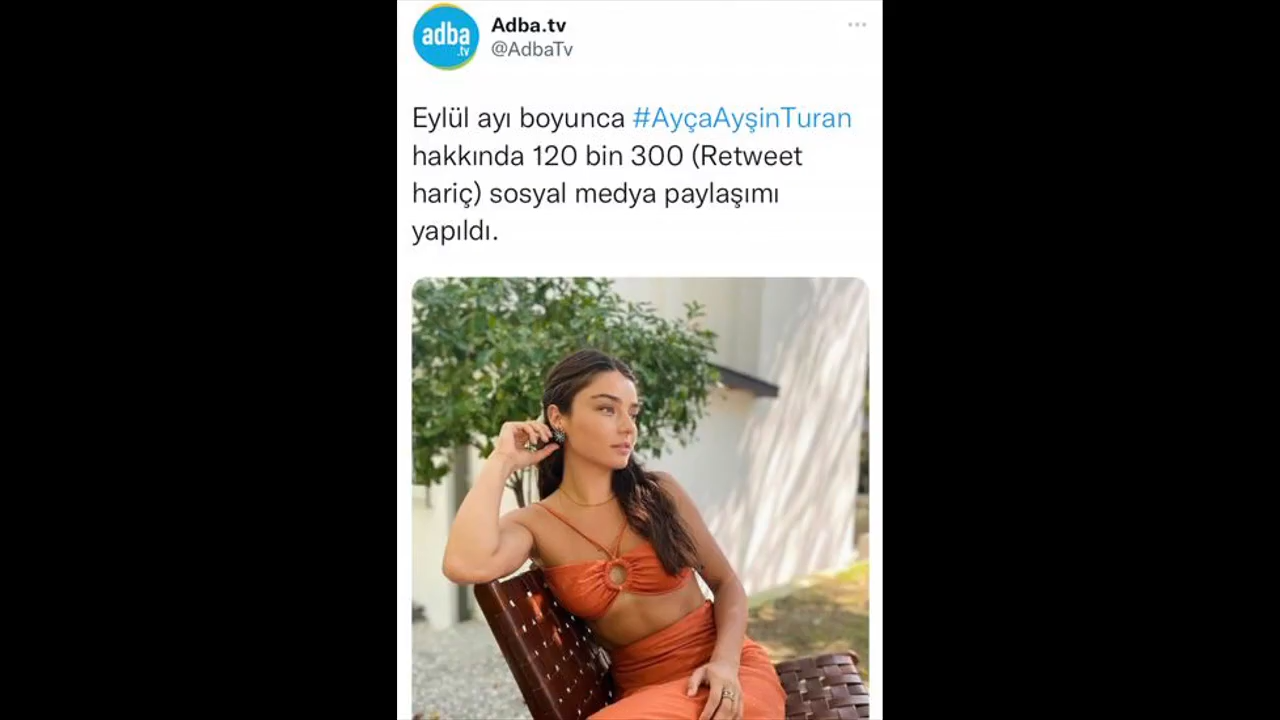 adba
.tv
Adba.tv
@AdbaTv
Eylül ayı boyunca #AyçaAyşinTuran
hakkında 120 bin 300 (Retweet
hariç) sosyal medya paylaşımı
yapıldı.